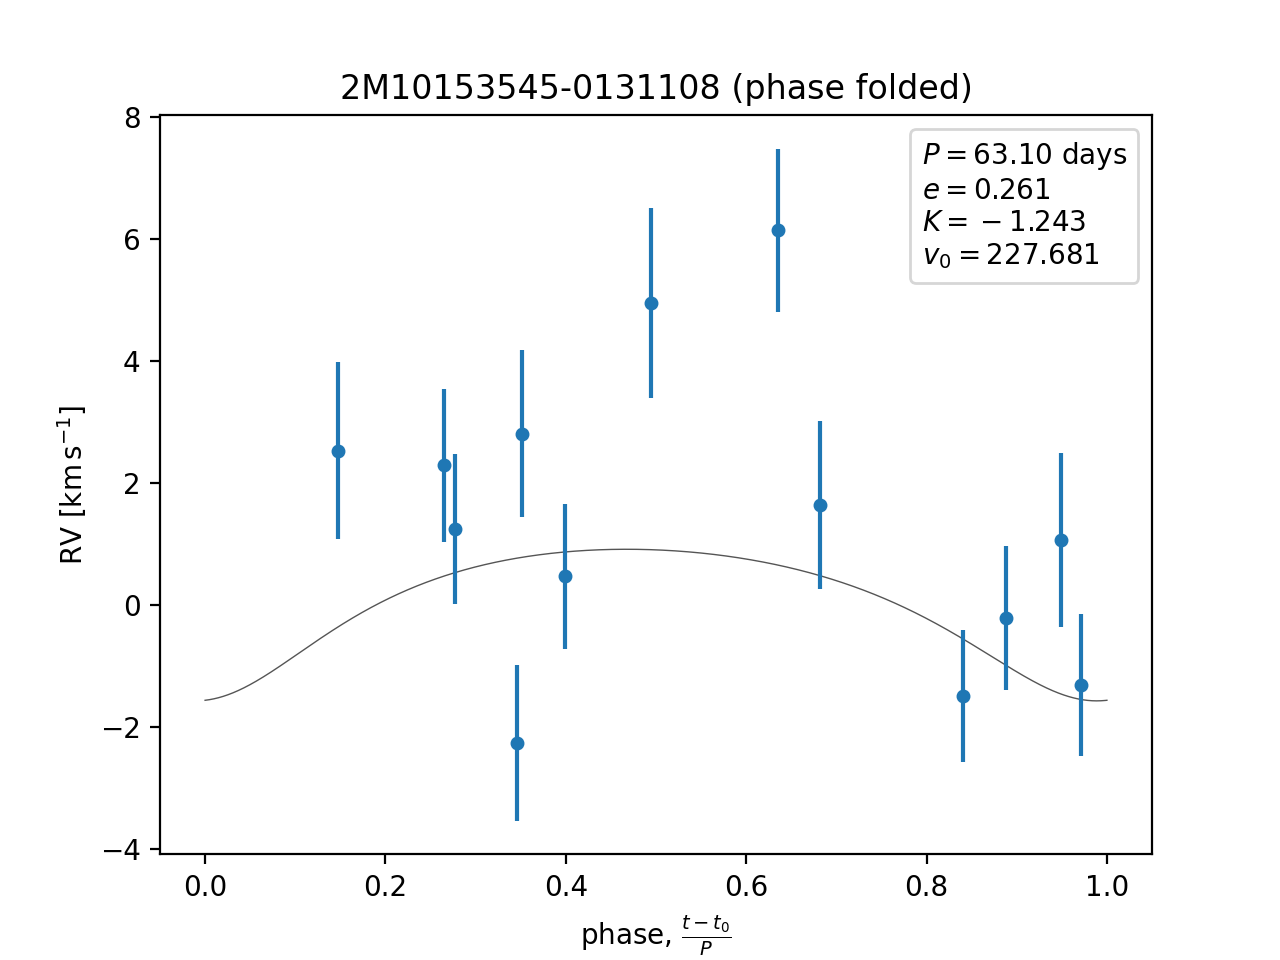 2M10153545-0131108 (phase folded)
P = 63.10 days
e = 0.261
K = −1.243
v₀ = 227.681
8
6
4
2
0
−2
−4
RV [km s⁻¹]
0.0 0.2 0.4 0.6 0.8 1.0
phase, (t − t₀)/P